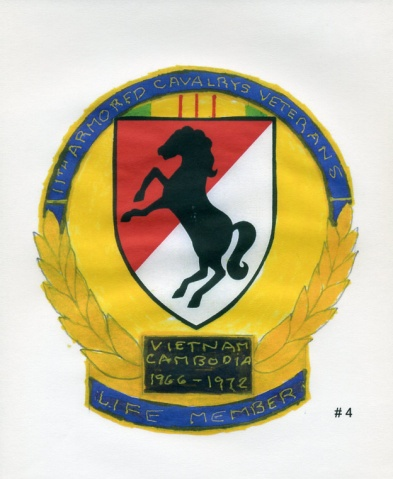 11TH ARMORED CAVALRYS VETERANS
VIETNAM
CAMBODIA
1966-1972
LIFE MEMBER
#4